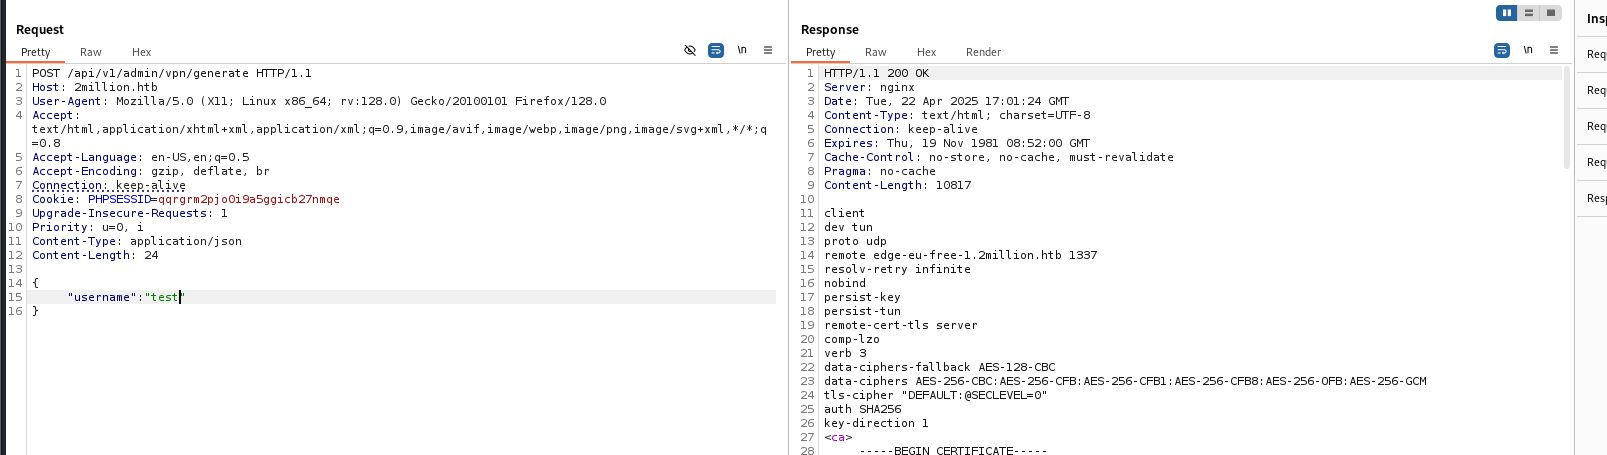 Request
Pretty Raw Hex \n
1 POST /api/v1/admin/vpn/generate HTTP/1.1
2 Host: 2million.htb
3 User-Agent: Mozilla/5.0 (X11; Linux x86_64; rv:128.0) Gecko/20100101 Firefox/128.0
4 Accept:
text/html,application/xhtml+xml,application/xml;q=0.9,image/avif,image/webp,image/png,image/svg+xml,*/*;q
=0.8
5 Accept-Language: en-US,en;q=0.5
6 Accept-Encoding: gzip, deflate, br
7 Connection: keep-alive
8 Cookie: PHPSESSID=qqrgrm2pjo0i9a5ggicb27nmqe
9 Upgrade-Insecure-Requests: 1
10 Priority: u=0, i
11 Content-Type: application/json
12 Content-Length: 24
13
14 {
15 "username":"test"
16 }
Response
Pretty Raw Hex Render \n
1 HTTP/1.1 200 OK
2 Server: nginx
3 Date: Tue, 22 Apr 2025 17:01:24 GMT
4 Content-Type: text/html; charset=UTF-8
5 Connection: keep-alive
6 Expires: Thu, 19 Nov 1981 08:52:00 GMT
7 Cache-Control: no-store, no-cache, must-revalidate
8 Pragma: no-cache
9 Content-Length: 10817
10
11 client
12 dev tun
13 proto udp
14 remote edge-eu-free-1.2million.htb 1337
15 resolv-retry infinite
16 nobind
17 persist-key
18 persist-tun
19 remote-cert-tls server
20 comp-lzo
21 verb 3
22 data-ciphers-fallback AES-128-CBC
23 data-ciphers AES-256-CBC:AES-256-CFB:AES-256-CFB1:AES-256-CFB8:AES-256-OFB:AES-256-GCM
24 tls-cipher "DEFAULT:@SECLEVEL=0"
25 auth SHA256
26 key-direction 1
27 <ca>
28 -----BEGIN CERTIFICATE-----
Insp
Requ
Requ
Requ
Requ
Resp